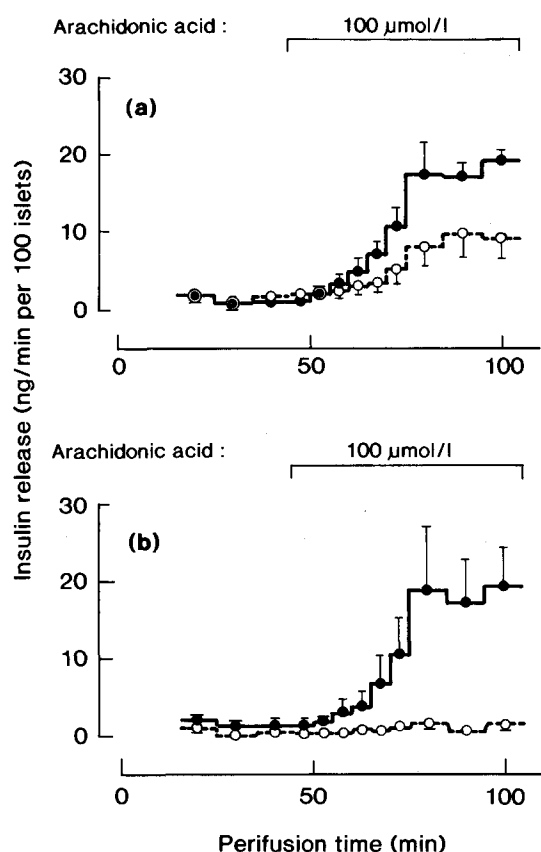 Arachidonic acid : 100 µmol/l
30
(a)
20
10
0
0 50 100
Arachidonic acid : 100 µmol/l
30
(b)
20
10
0
0 50 100
Insulin release (ng/min per 100 islets)
Perifusion time (min)